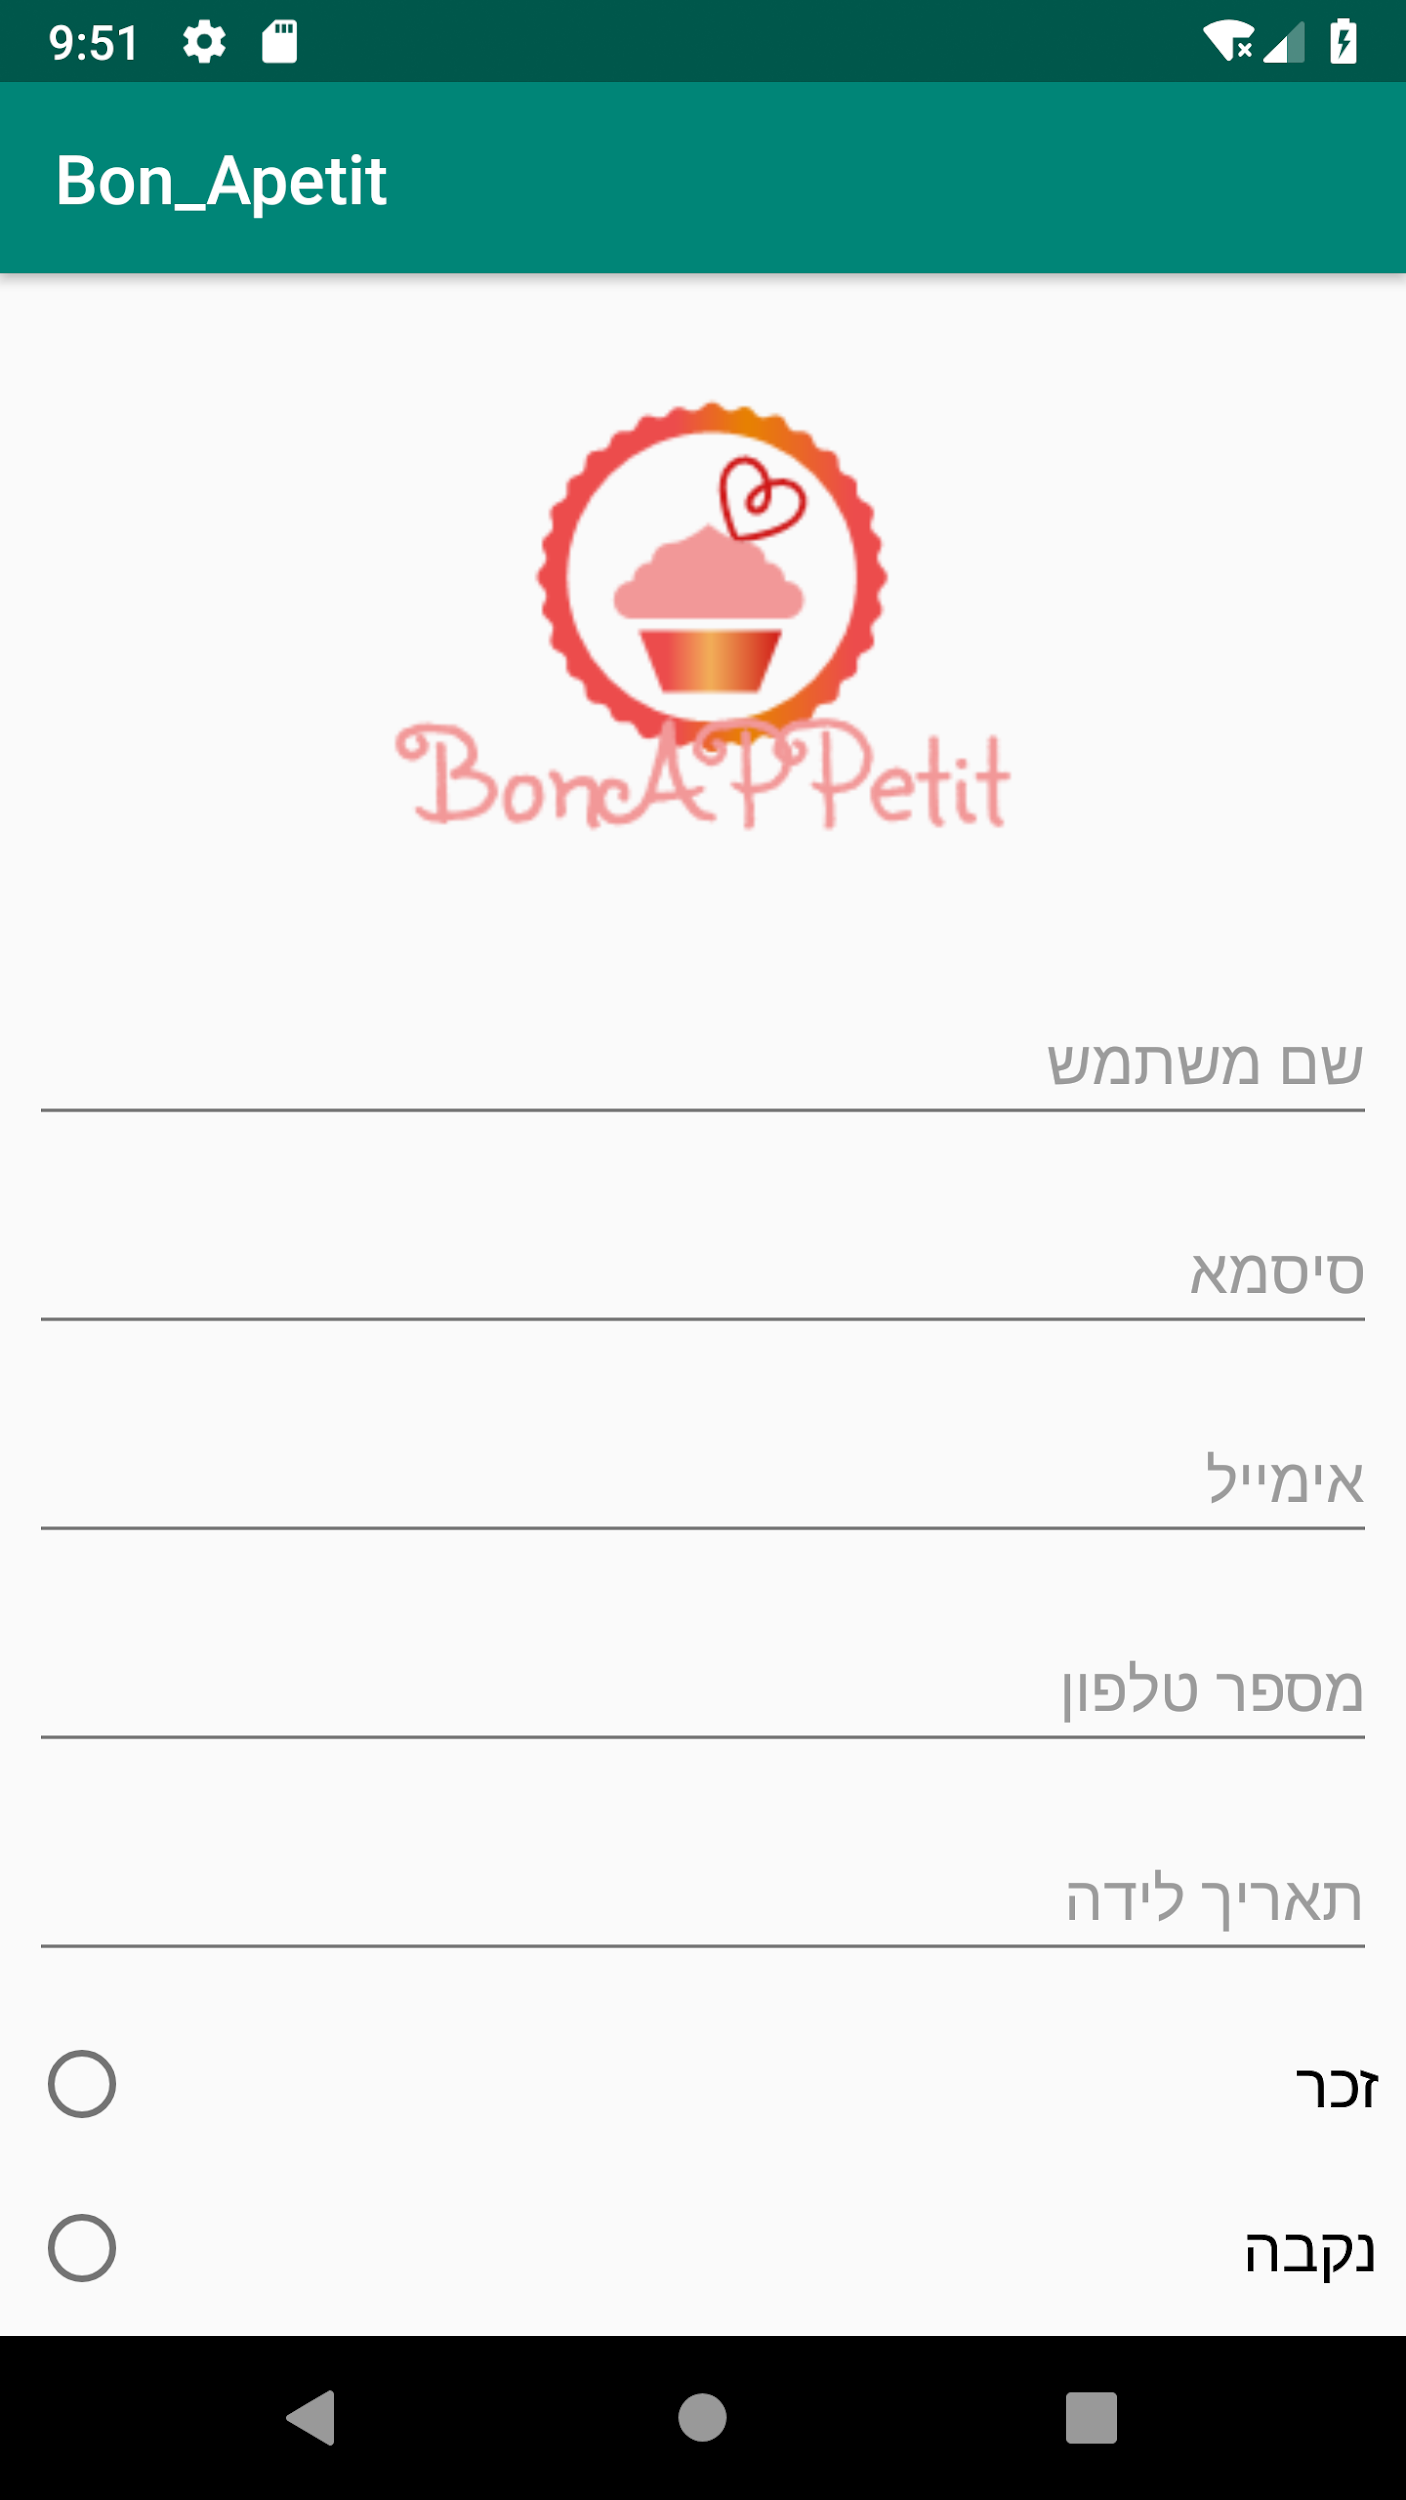 9:51
Bon_Apetit
BonAPPetit
שם משתמש
סיסמא
אימייל
מספר טלפון
תאריך לידה
זכר
נקבה